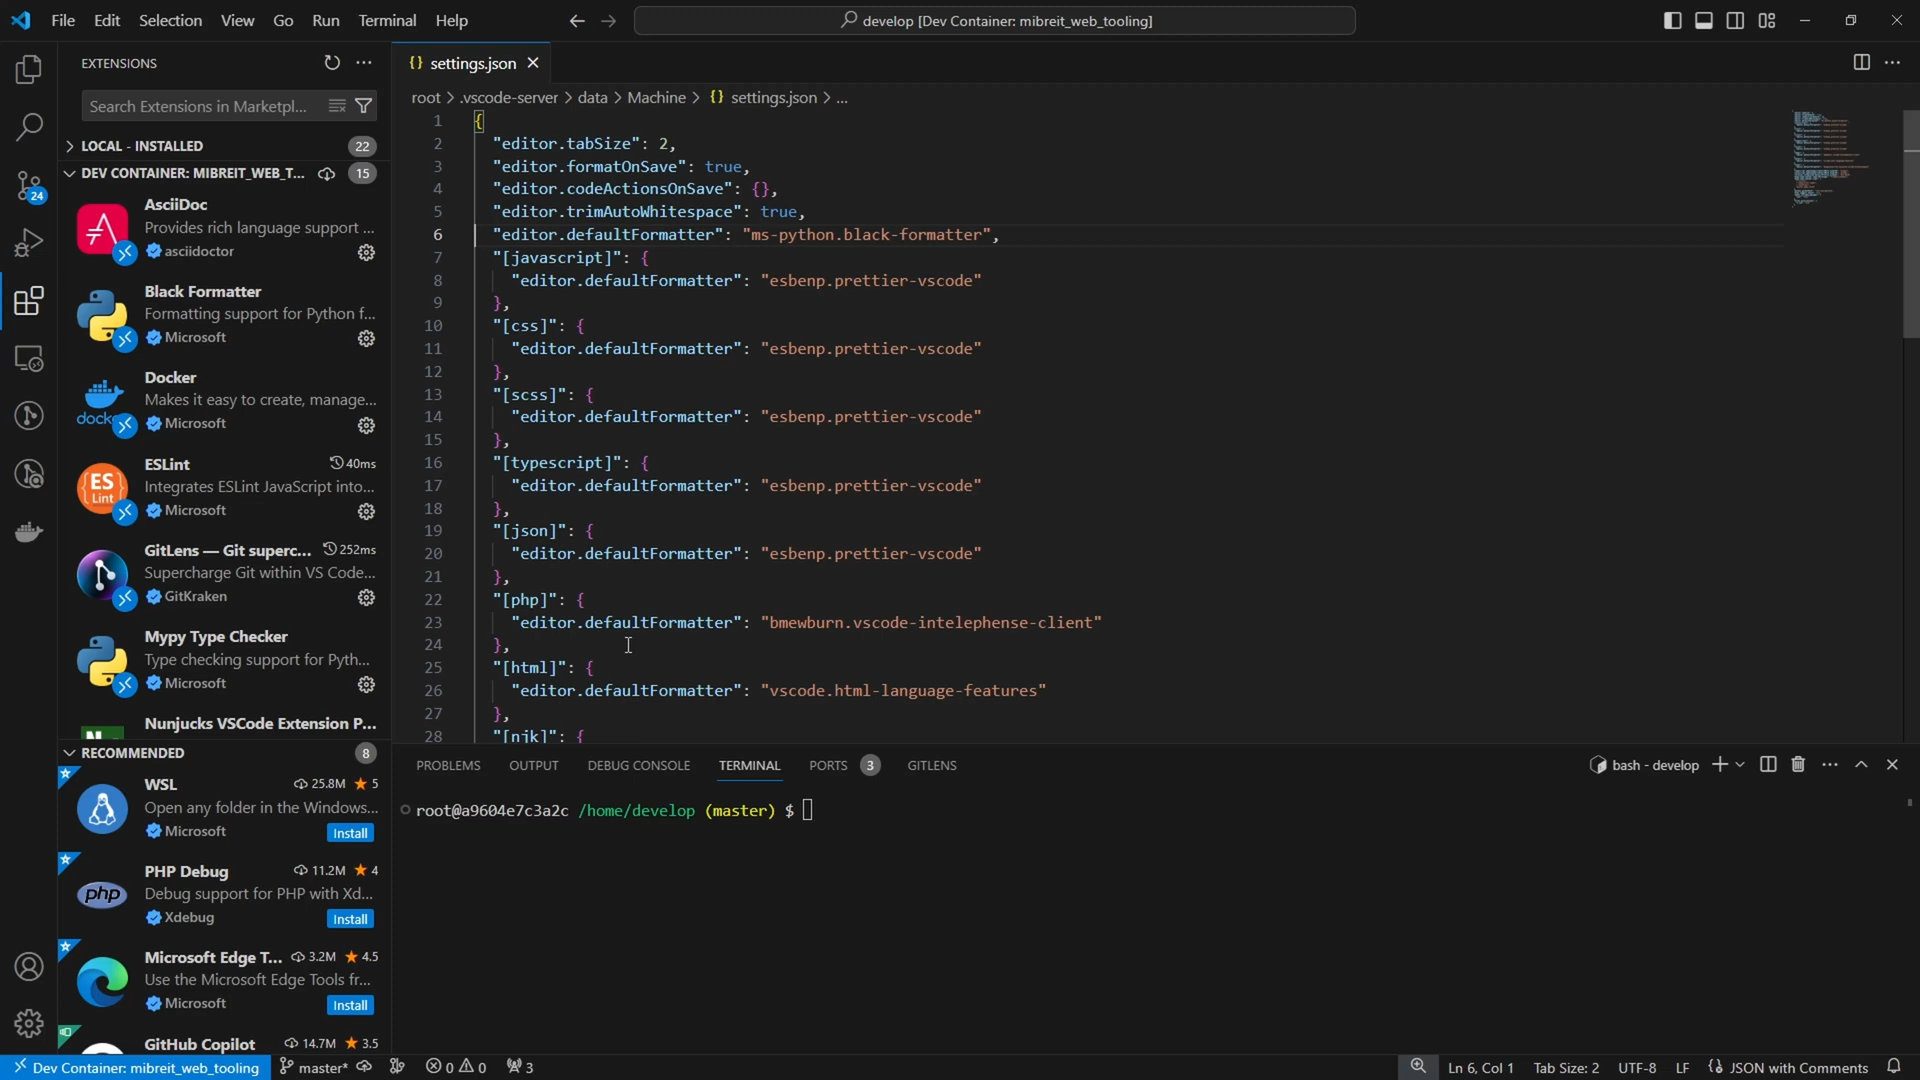 File Edit Selection View Go Run Terminal Help
develop [Dev Container: mibreit_web_tooling]
EXTENSIONS
Search Extensions in Marketpl...
LOCAL - INSTALLED 22
DEV CONTAINER: MIBREIT_WEB_T... 15
AsciiDoc
Provides rich language support ...
asciidoctor
Black Formatter
Formatting support for Python f...
Microsoft
docker
Docker
Makes it easy to create, manage...
Microsoft
ES
Lint
ESLint 40ms
Integrates ESLint JavaScript into...
Microsoft
GitLens — Git superc... 252ms
Supercharge Git within VS Code...
GitKraken
Mypy Type Checker
Type checking support for Pyth...
Microsoft
Nunjucks VSCode Extension P...
RECOMMENDED 8
WSL 25.8M 5
Open any folder in the Windows...
Microsoft Install
php
PHP Debug 11.2M 4
Debug support for PHP with Xd...
Xdebug Install
Microsoft Edge T... 3.2M 4.5
Use the Microsoft Edge Tools fr...
Microsoft Install
GitHub Copilot 14.7M 3.5
24
{} settings.json
root > .vscode-server > data > Machine > {} settings.json > ...
1 {
2 "editor.tabSize": 2,
3 "editor.formatOnSave": true,
4 "editor.codeActionsOnSave": {},
5 "editor.trimAutoWhitespace": true,
6 "editor.defaultFormatter": "ms-python.black-formatter",
7 "[javascript]": {
8 "editor.defaultFormatter": "esbenp.prettier-vscode"
9 },
10 "[css]": {
11 "editor.defaultFormatter": "esbenp.prettier-vscode"
12 },
13 "[scss]": {
14 "editor.defaultFormatter": "esbenp.prettier-vscode"
15 },
16 "[typescript]": {
17 "editor.defaultFormatter": "esbenp.prettier-vscode"
18 },
19 "[json]": {
20 "editor.defaultFormatter": "esbenp.prettier-vscode"
21 },
22 "[php]": {
23 "editor.defaultFormatter": "bmewburn.vscode-intelephense-client"
24 },
25 "[html]": {
26 "editor.defaultFormatter": "vscode.html-language-features"
27 },
28 "[njk]": {
PROBLEMS OUTPUT DEBUG CONSOLE TERMINAL PORTS 3 GITLENS
bash - develop
root@a9604e7c3a2c /home/develop (master) $
Dev Container: mibreit_web_tooling master* 0 0 3
Ln 6, Col 1 Tab Size: 2 UTF-8 LF {} JSON with Comments